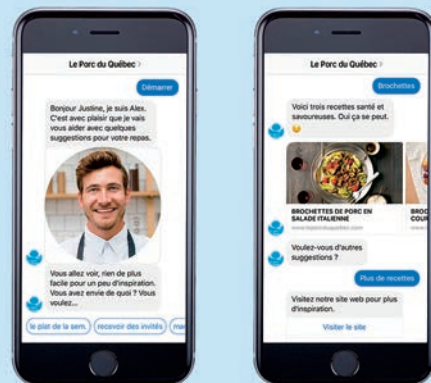 Le Porc du Québec >
Démarrer
Bonjour Justine, je suis Alex.
C'est avec plaisir que je vais
vous aider avec quelques
suggestions pour votre repas.
Vous allez voir, rien de plus
facile pour un peu d'inspiration.
Vous avez envie de quoi ? Vous
voulez...
le plat de la sem.
recevoir des invités
Le Porc du Québec >
Brochettes
Voici trois recettes santé et
savoureuses. Oui ça se peut.
BROCHETTES DE PORC EN
SALADE ITALIENNE
Voulez-vous d'autres
suggestions ?
Plus de recettes
Visitez notre site web pour plus
d'inspiration.
Visiter le site